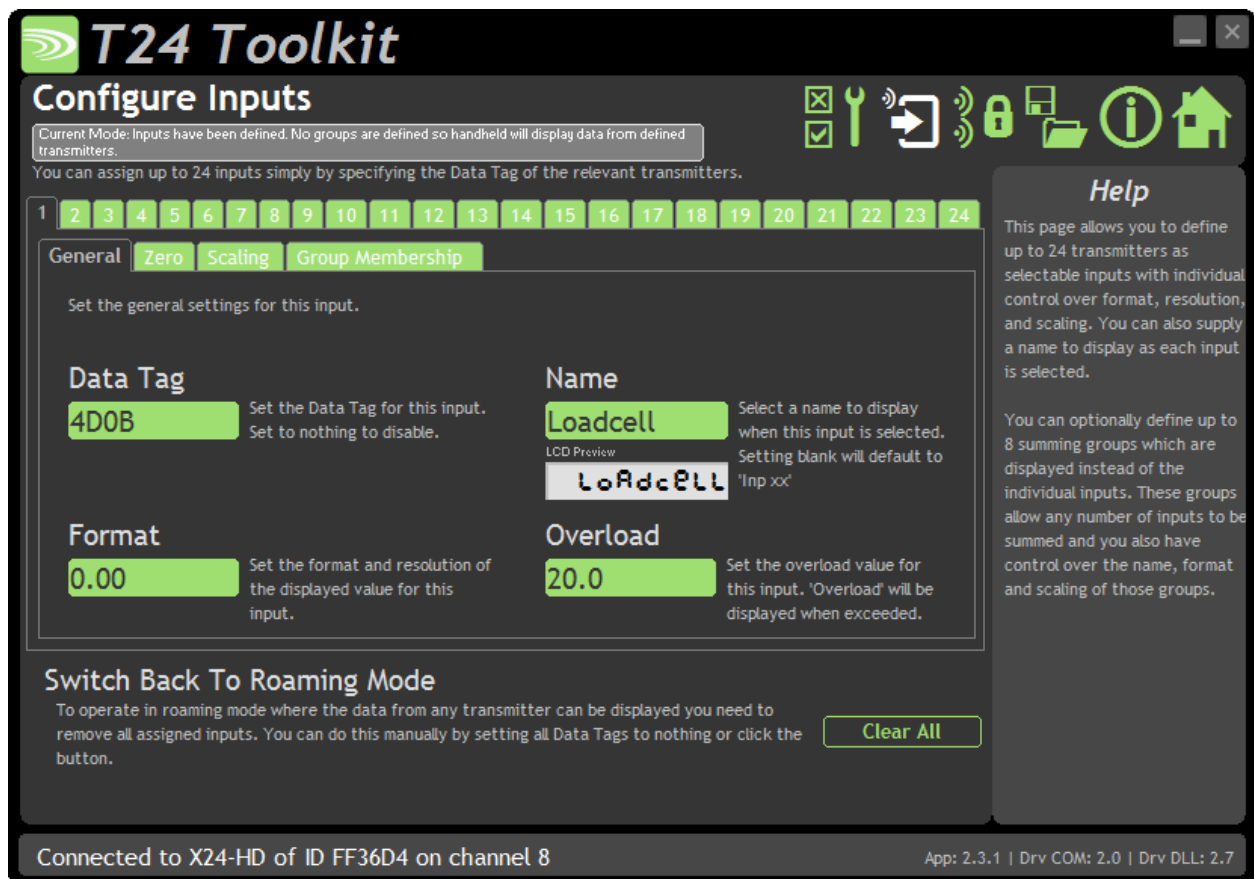 T24 Toolkit
Configure Inputs
Current Mode: Inputs have been defined. No groups are defined so handheld will display data from defined
transmitters.
You can assign up to 24 inputs simply by specifying the Data Tag of the relevant transmitters.
1 2 3 4 5 6 7 8 9 10 11 12 13 14 15 16 17 18 19 20 21 22 23 24
General Zero Scaling Group Membership
Set the general settings for this input.
Data Tag
4D0B
Set the Data Tag for this input.
Set to nothing to disable.
Name
Loadcell
LCD Preview
LoAdcELL
Select a name to display
when this input is selected.
Setting blank will default to
'Inp xx'
Format
0.00
Set the format and resolution of
the displayed value for this
input.
Overload
20.0
Set the overload value for
this input. 'Overload' will be
displayed when exceeded.
Switch Back To Roaming Mode
To operate in roaming mode where the data from any transmitter can be displayed you need to
remove all assigned inputs. You can do this manually by setting all Data Tags to nothing or click the
button.
Clear All
Help
This page allows you to define
up to 24 transmitters as
selectable inputs with individual
control over format, resolution,
and scaling. You can also supply
a name to display as each input
is selected.
You can optionally define up to
8 summing groups which are
displayed instead of the
individual inputs. These groups
allow any number of inputs to be
summed and you also have
control over the name, format
and scaling of those groups.
Connected to X24-HD of ID FF36D4 on channel 8
App: 2.3.1 | Drv COM: 2.0 | Drv DLL: 2.7